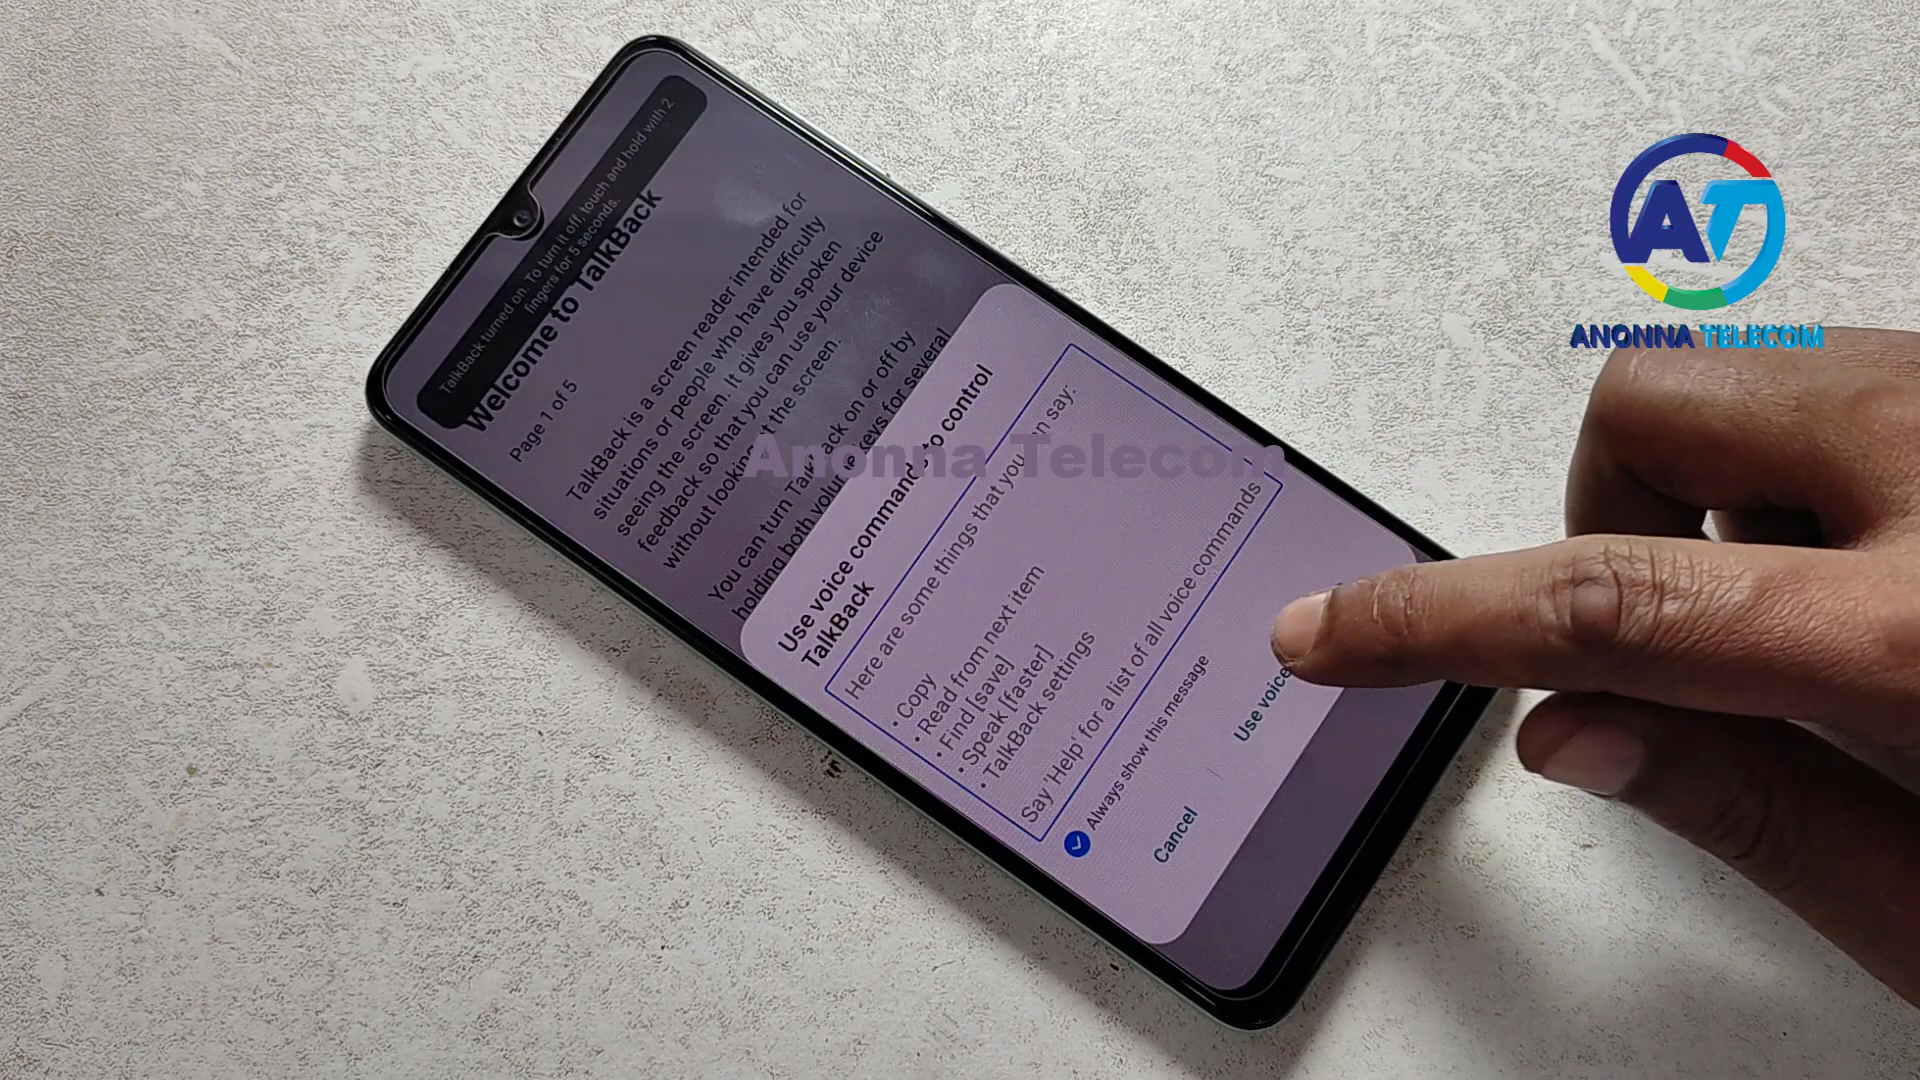 TalkBack turned on. To turn it off, touch and hold with 2
fingers for 5 seconds.
Welcome to TalkBack
Page 1 of 5
TalkBack is a screen reader intended for
situations or people who have difficulty
seeing the screen. It gives you spoken
feedback so that you can use your device
without looking at the screen.
You can turn TalkBack on or off by
holding both volume keys for several
Use voice commands to control
TalkBack
Here are some things that you can say:
• Copy
• Read from next item
• Find [save]
• Speak [faster]
• TalkBack settings
Say 'Help' for a list of all voice commands
Always show this message
Cancel
Use voice
Anonna Telecom
AT
ANONNA TELECOM